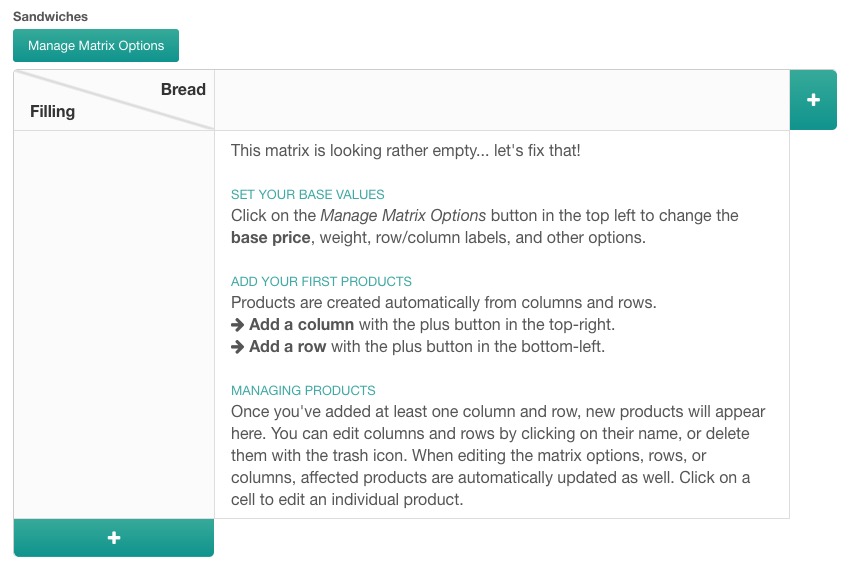 Sandwiches
Manage Matrix Options
Bread
Filling
This matrix is looking rather empty... let's fix that!
SET YOUR BASE VALUES
Click on the Manage Matrix Options button in the top left to change the
base price, weight, row/column labels, and other options.
ADD YOUR FIRST PRODUCTS
Products are created automatically from columns and rows.
Add a column with the plus button in the top-right.
Add a row with the plus button in the bottom-left.
MANAGING PRODUCTS
Once you've added at least one column and row, new products will appear
here. You can edit columns and rows by clicking on their name, or delete
them with the trash icon. When editing the matrix options, rows, or
columns, affected products are automatically updated as well. Click on a
cell to edit an individual product.